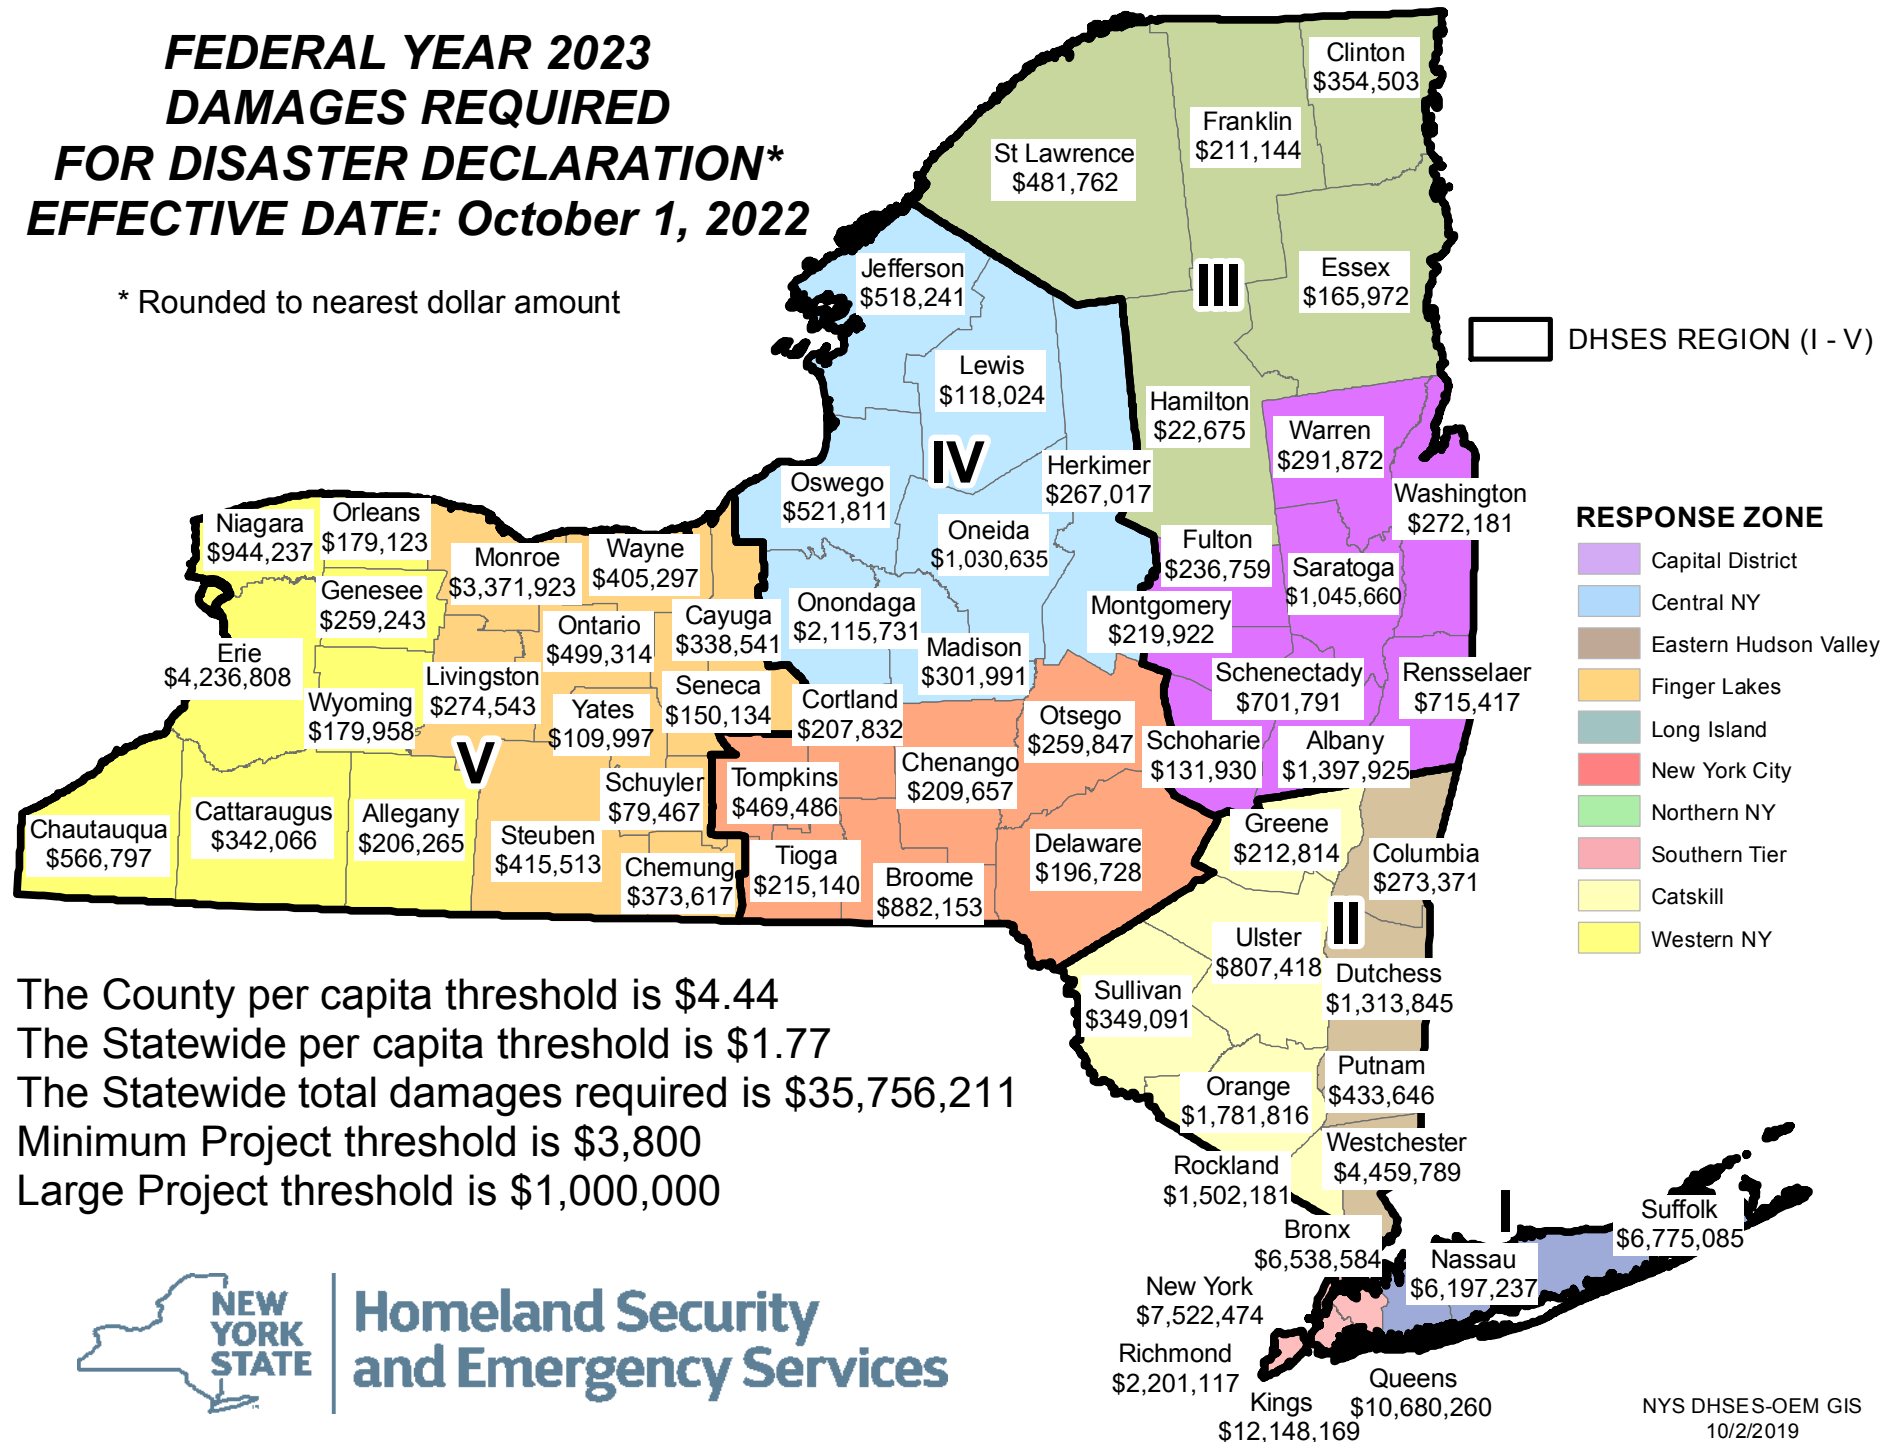 FEDERAL YEAR 2023
DAMAGES REQUIRED
FOR DISASTER DECLARATION*
EFFECTIVE DATE: October 1, 2022
* Rounded to nearest dollar amount
Clinton
$354,503
Franklin
$211,144
St Lawrence
$481,762
Essex
$165,972
III
Jefferson
$518,241
DHSES REGION (I - V)
Lewis
$118,024
Hamilton
$22,675
Warren
$291,872
IV
Herkimer
$267,017
Oswego
$521,811
Washington
$272,181
Oneida
$1,030,635
Fulton
$236,759
Saratoga
$1,045,660
Niagara
$944,237
Orleans
$179,123
Monroe
$3,371,923
Wayne
$405,297
Genesee
$259,243
Ontario
$499,314
Cayuga
$338,541
Onondaga
$2,115,731
Madison
$301,991
Montgomery
$219,922
Erie
$4,236,808
Wyoming
$179,958
Livingston
$274,543
Yates
$109,997
Seneca
$150,134
Cortland
$207,832
Otsego
$259,847
Schenectady
$701,791
Rensselaer
$715,417
Schoharie
$131,930
Albany
$1,397,925
V
Chautauqua
$566,797
Cattaraugus
$342,066
Allegany
$206,265
Steuben
$415,513
Schuyler
$79,467
Chemung
$373,617
Tompkins
$469,486
Chenango
$209,657
Tioga
$215,140
Broome
$882,153
Delaware
$196,728
Greene
$212,814
Columbia
$273,371
II
Ulster
$807,418
Dutchess
$1,313,845
Sullivan
$349,091
Putnam
$433,646
Orange
$1,781,816
Westchester
$4,459,789
Rockland
$1,502,181
I
Bronx
$6,538,584
Suffolk
$6,775,085
Nassau
$6,197,237
New York
$7,522,474
Richmond
$2,201,117
Kings
$12,148,169
Queens
$10,680,260
RESPONSE ZONE
Capital District
Central NY
Eastern Hudson Valley
Finger Lakes
Long Island
New York City
Northern NY
Southern Tier
Catskill
Western NY
The County per capita threshold is $4.44
The Statewide per capita threshold is $1.77
The Statewide total damages required is $35,756,211
Minimum Project threshold is $3,800
Large Project threshold is $1,000,000
NEW
YORK
STATE
Homeland Security
and Emergency Services
NYS DHSES-OEM GIS
10/2/2019